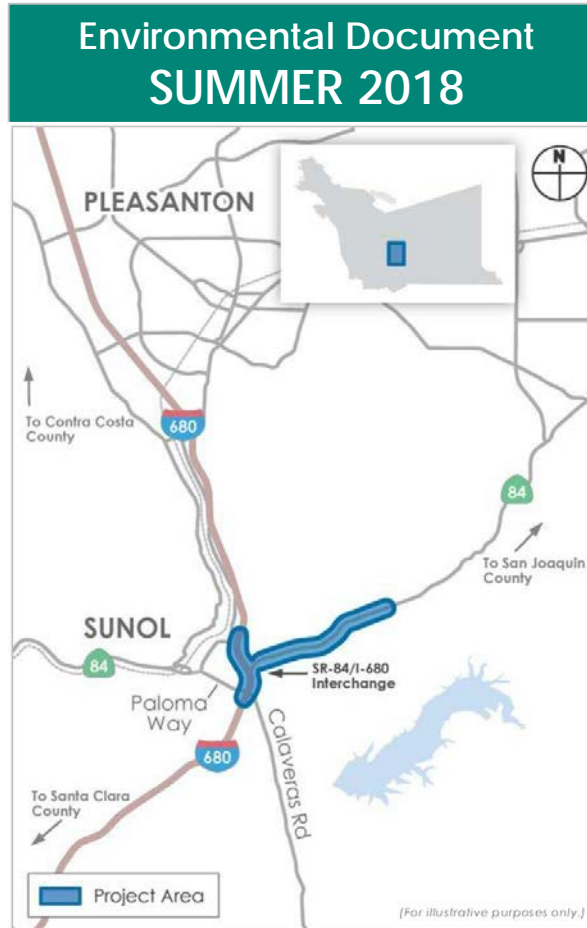 Environmental Document
SUMMER 2018
N
PLEASANTON
To Contra Costa
County
680
84
To San Joaquin
County
SUNOL
84
SR-84/I-680
Interchange
Paloma
Way
680
Calaveras Rd
To Santa Clara
County
Project Area
[For illustrative purposes only.]